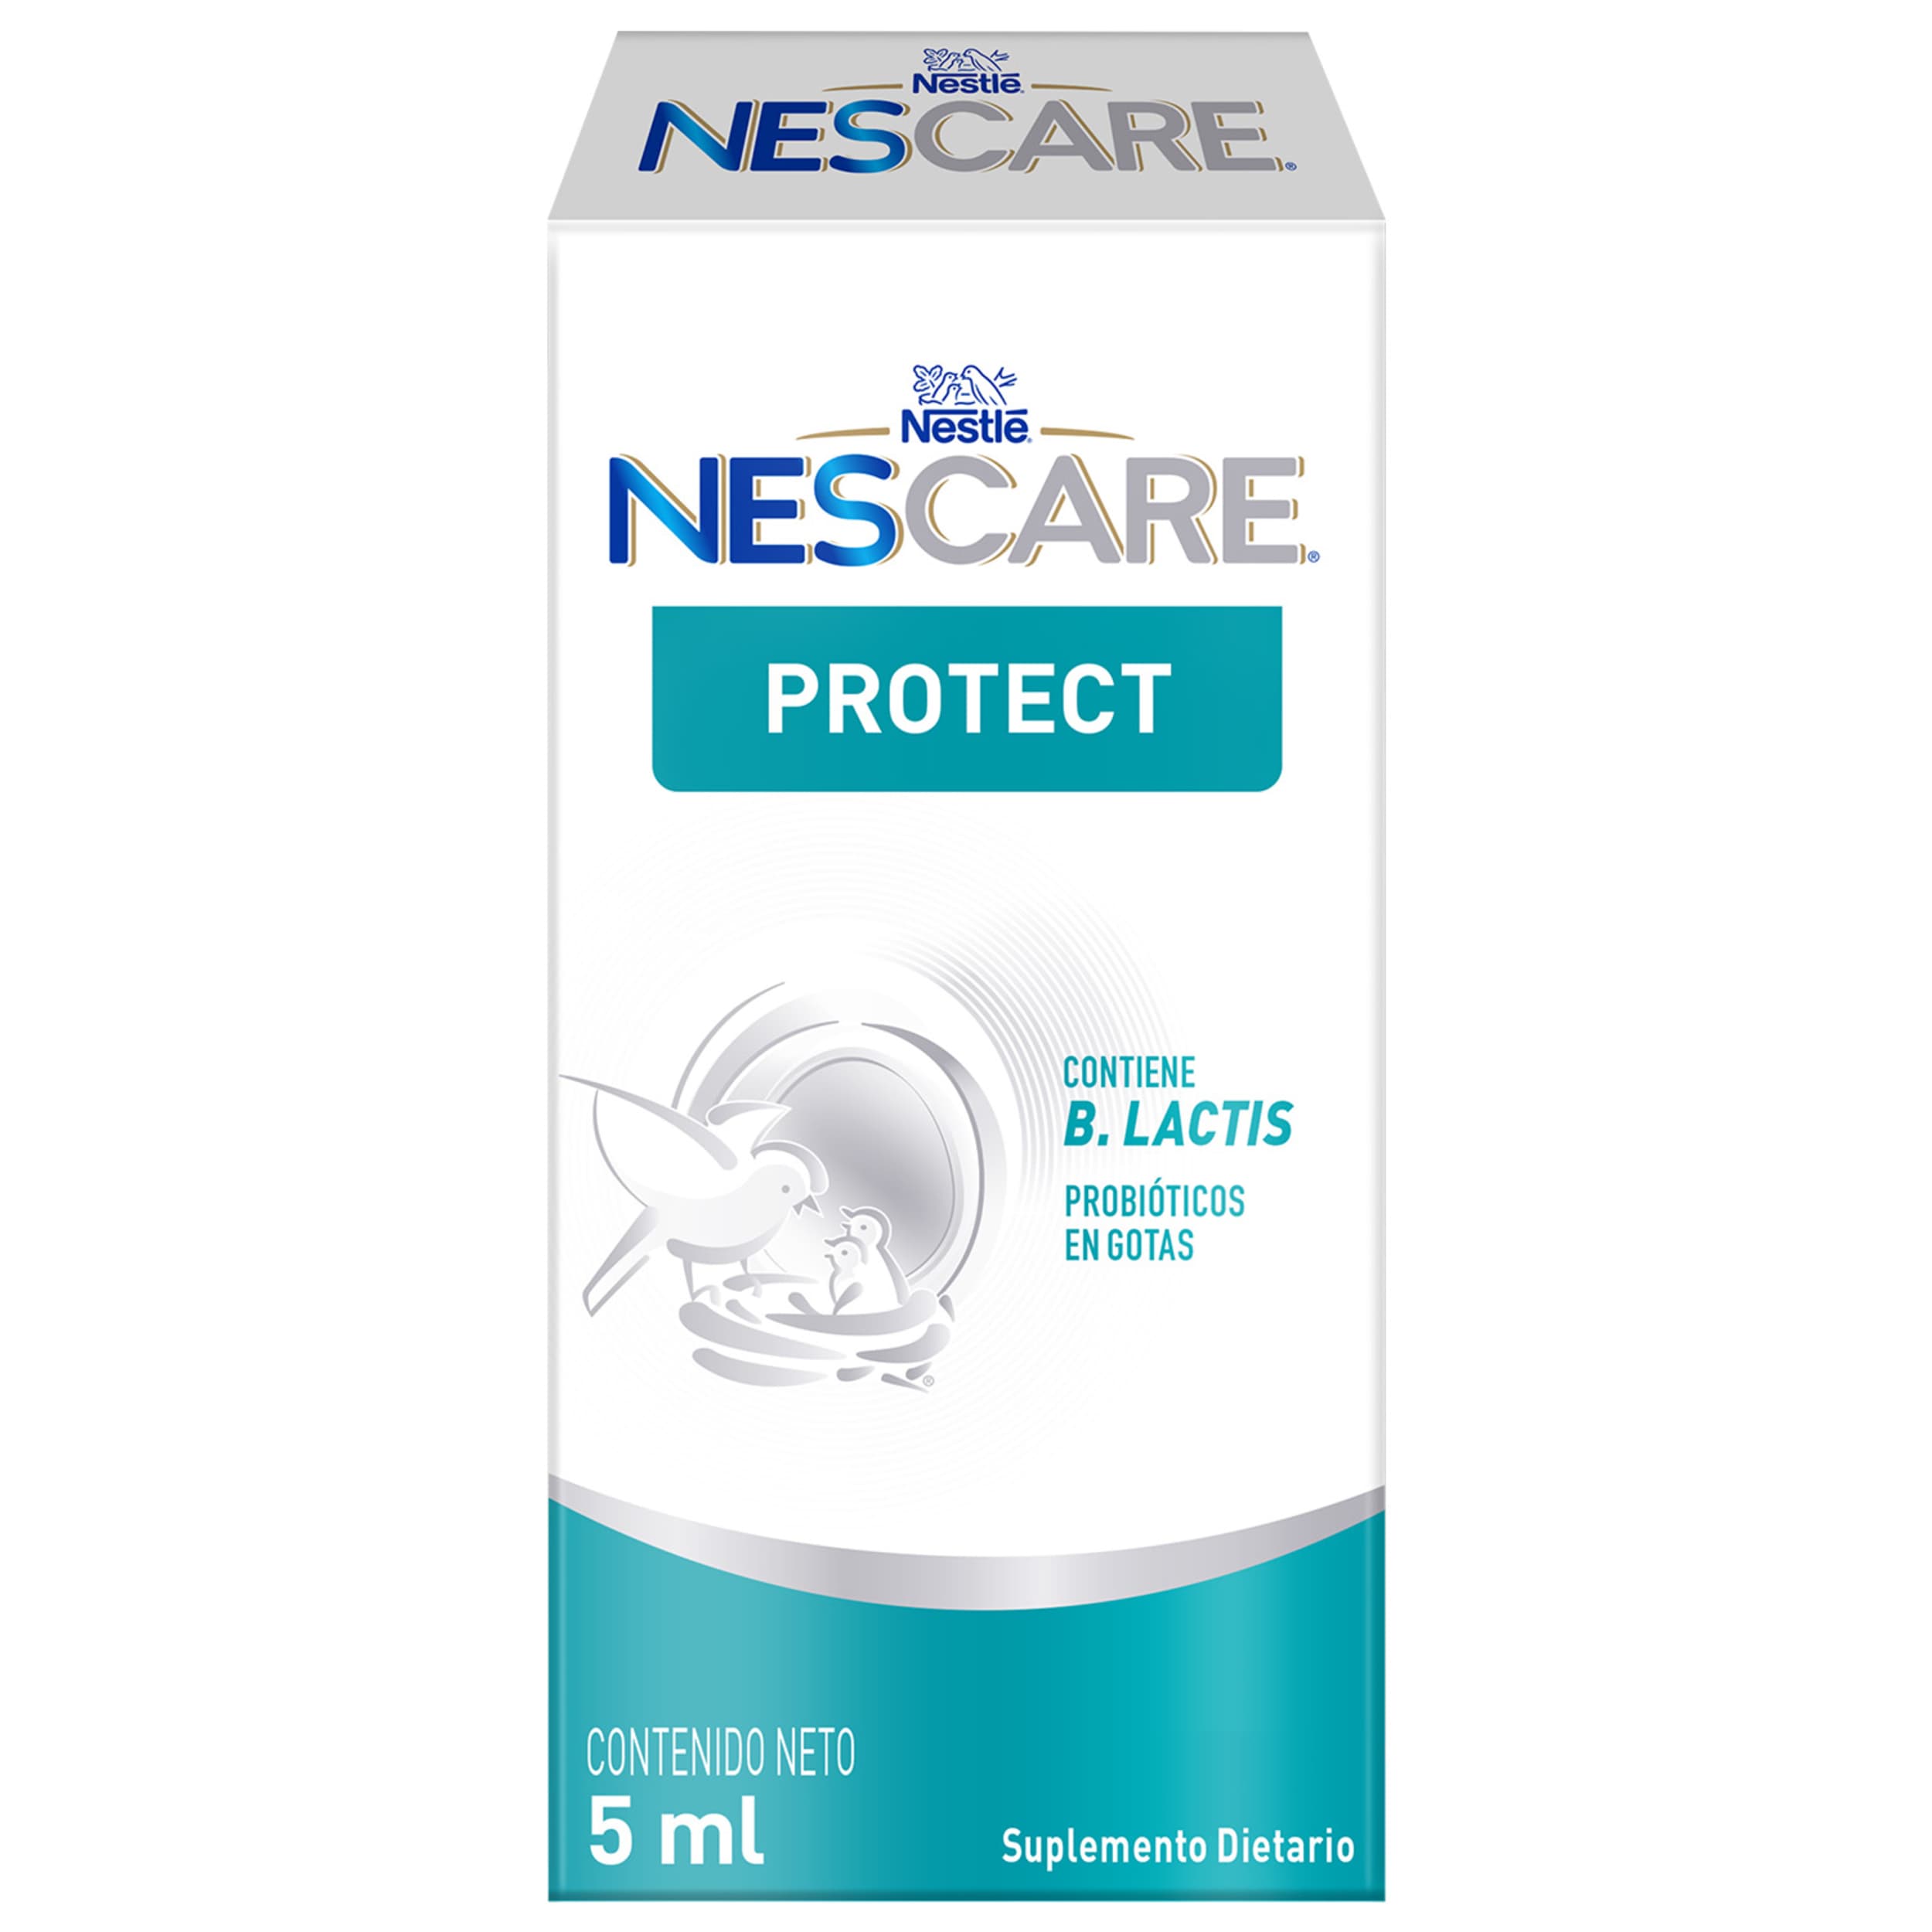 Nestlé
NESCARE®
Nestlé
NESCARE®
PROTECT
CONTIENE
B. LACTIS
PROBIÓTICOS
EN GOTAS
®
CONTENIDO NETO
5 ml
Suplemento Dietario